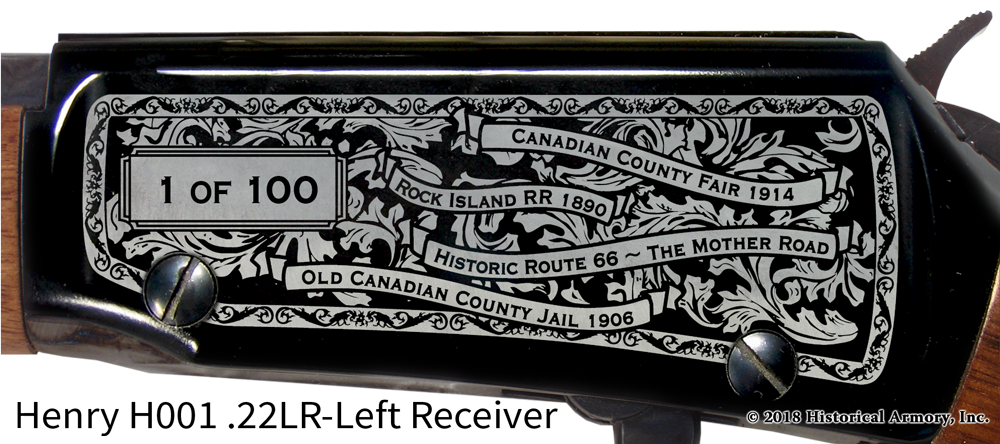 Canadian County Fair 1914
1 of 100
Rock Island RR 1890
Historic Route 66 ~ The Mother Road
Old Canadian County Jail 1906
Henry H001 .22LR-Left Receiver
© 2018 Historical Armory, Inc.